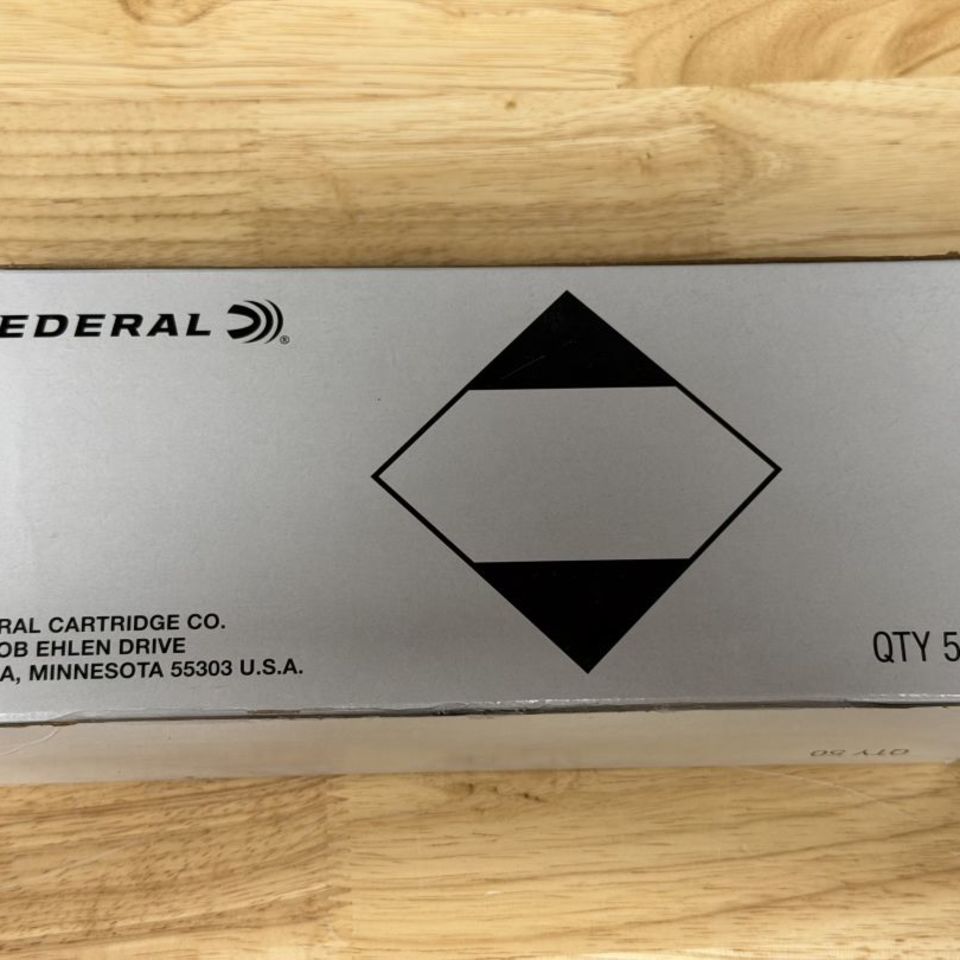 EDERAL ®
RAL CARTRIDGE CO.
OB EHLEN DRIVE
A, MINNESOTA 55303 U.S.A.
QTY 5
QTY 50